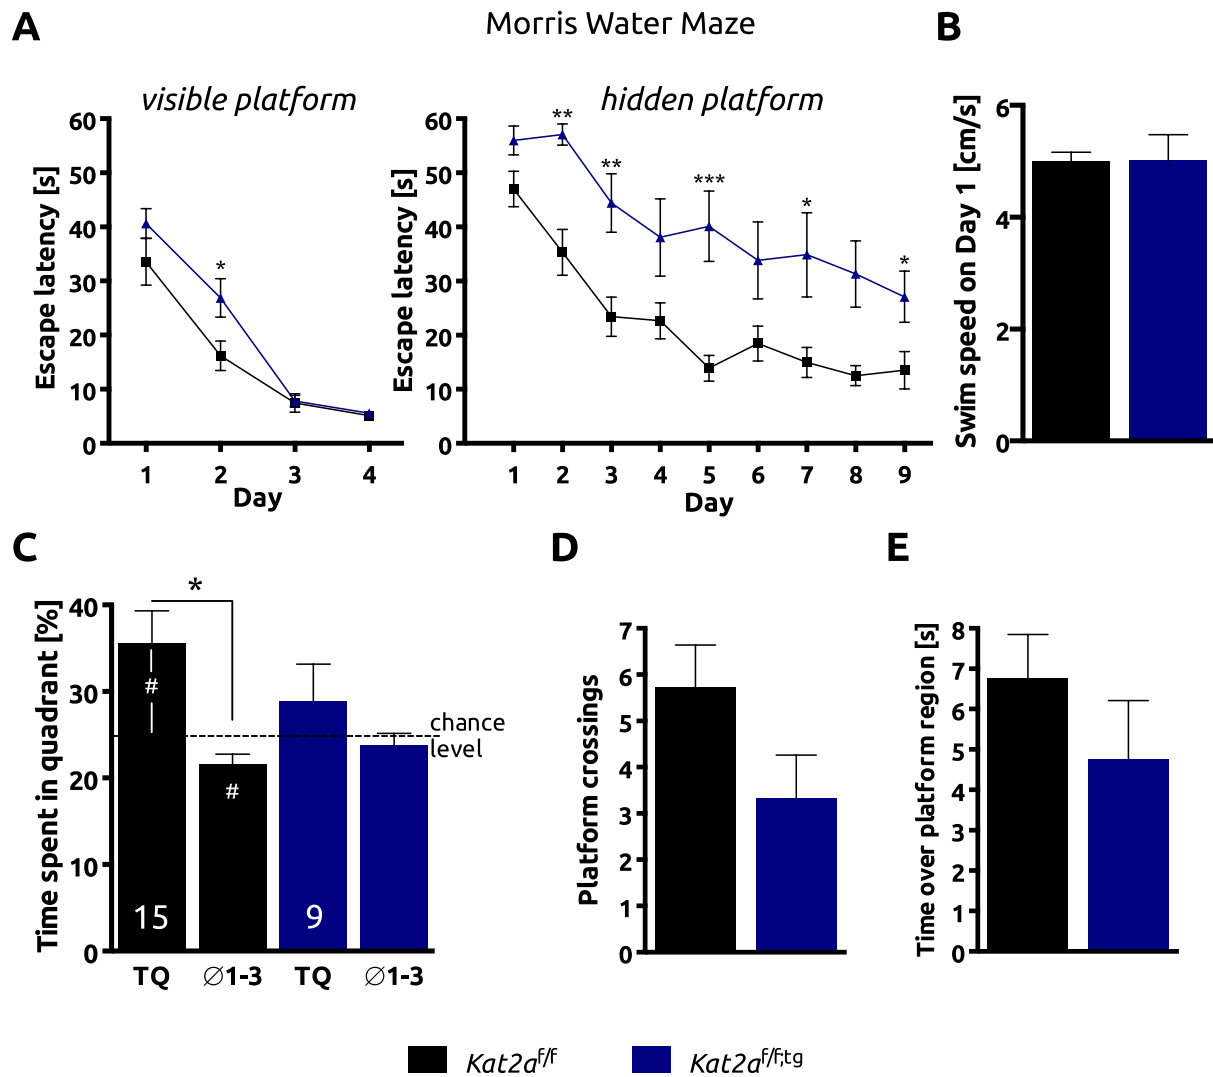 A
Morris Water Maze
B
visible platform
hidden platform
Escape latency [s]
60
50
40
30
20
10
0
*
1 2 3 4
Day
Escape latency [s]
60
50
40
30
20
10
0
** ** *** * *
1 2 3 4 5 6 7 8 9
Day
Swim speed on Day 1 [cm/s]
6
4
2
0
C
D
E
Time spent in quadrant [%]
40
30
20
10
0
*
#
#
chance
level
15
9
TQ ∅1-3 TQ ∅1-3
Platform crossings
7
6
5
4
3
2
1
0
Time over platform region [s]
8
7
6
5
4
3
2
1
0
Kat2af/f
Kat2af/f;tg